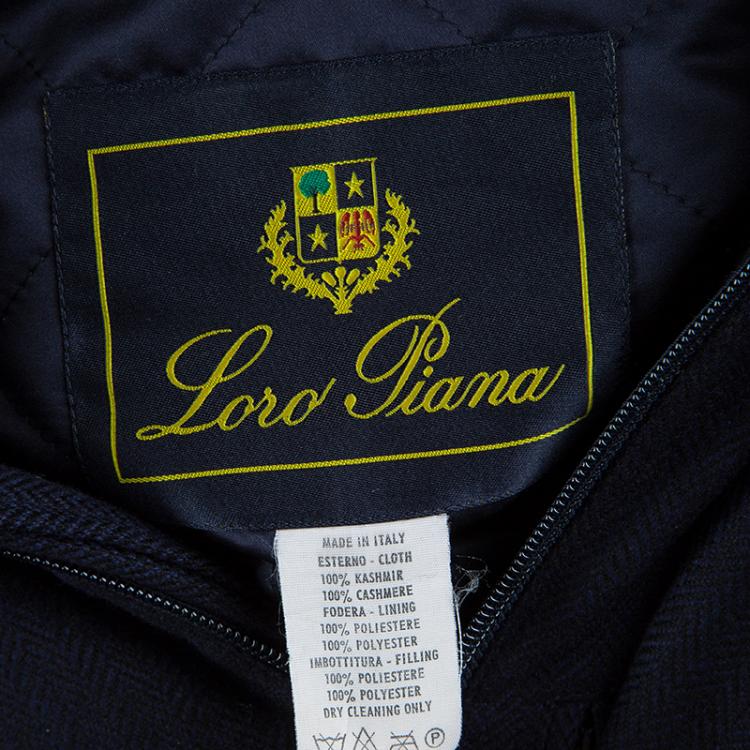 Loro Piana
MADE IN ITALY
ESTERNO - CLOTH
100% KASHMIR
100% CASHMERE
FODERA - LINING
100% POLIESTERE
100% POLYESTER
IMBOTTITURA - FILLING
100% POLIESTERE
100% POLYESTER
DRY CLEANING ONLY
P